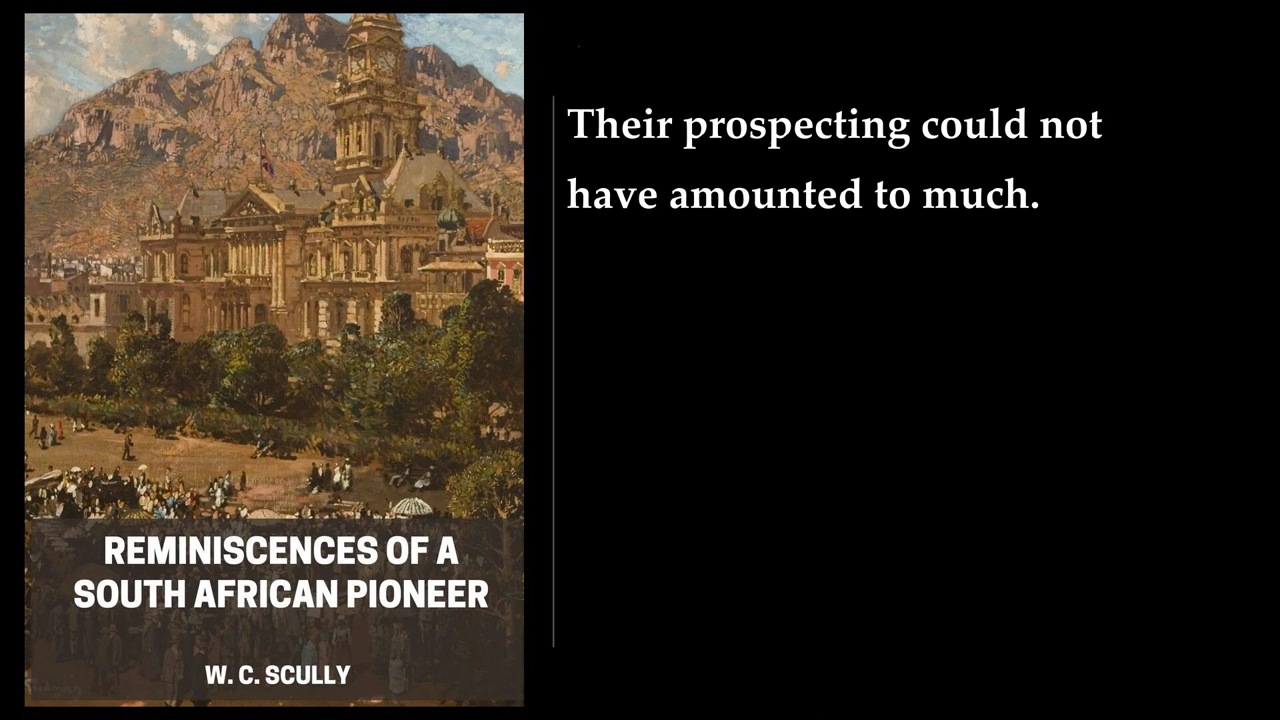 Their prospecting could not
have amounted to much.
REMINISCENCES OF A
SOUTH AFRICAN PIONEER
W. C. SCULLY